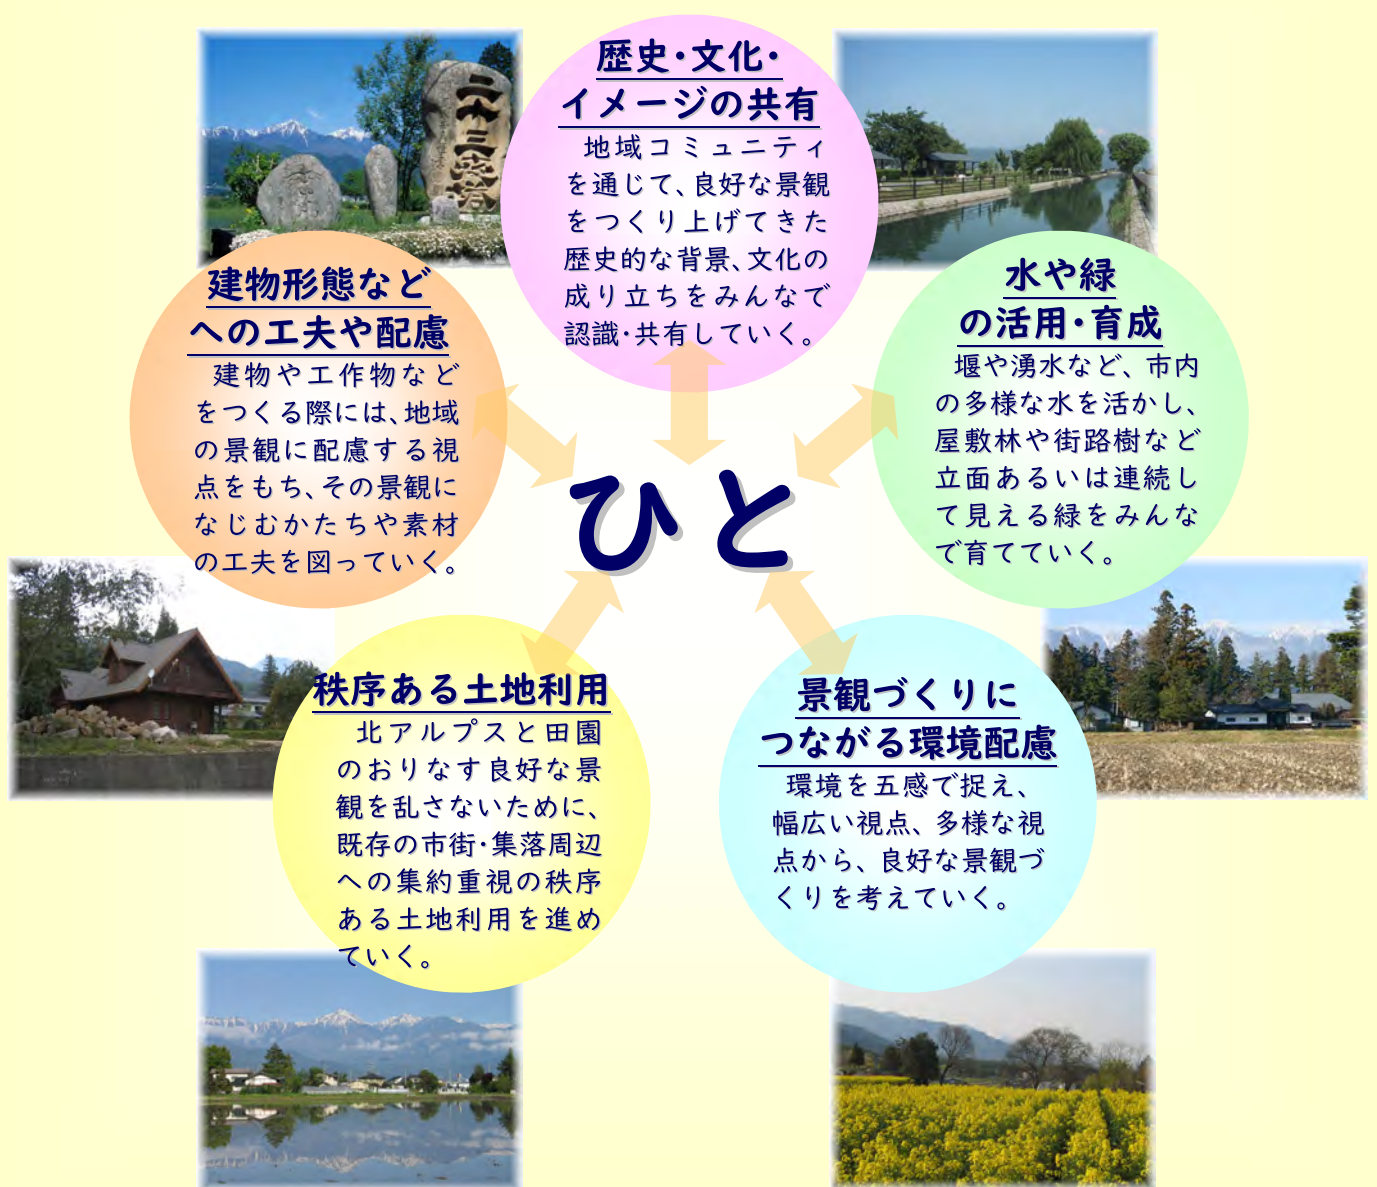 二十三夜塔
歴史・文化・
イメージの共有
地域コミュニティ
を通じて、良好な景観
をつくり上げてきた
歴史的な背景、文化の
成り立ちをみんなで
認識・共有していく。
建物形態など
への工夫や配慮
建物や工作物など
をつくる際には、地域
の景観に配慮する視
点をもち、その景観に
なじむかたちや素材
の工夫を図っていく。
水や緑
の活用・育成
堰や湧水など、市内
の多様な水を活かし、
屋敷林や街路樹など
立面あるいは連続し
て見える緑をみんな
で育てていく。
ひと
秩序ある土地利用
北アルプスと田園
のおりなす良好な景
観を乱さないために、
既存の市街・集落周辺
への集約重視の秩序
ある土地利用を進め
ていく。
景観づくりに
つながる環境配慮
環境を五感で捉え、
幅広い視点、多様な視
点から、良好な景観づ
くりを考えていく。